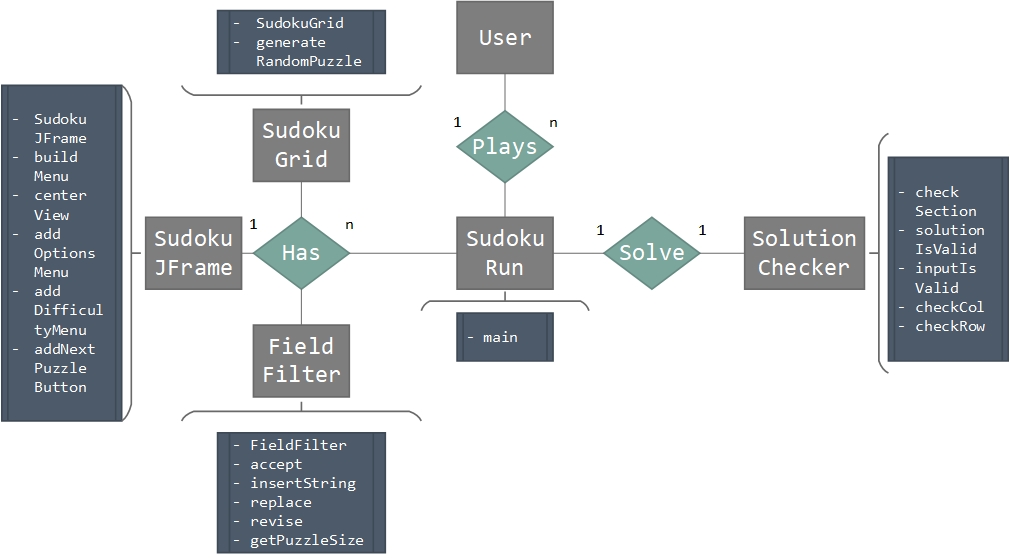 - SudokuGrid
- generate
RandomPuzzle
User
- Sudoku
JFrame
- build
Menu
- center
View
- add
Options
Menu
- add
Difficul
tyMenu
- addNext
Puzzle
Button
Sudoku
Grid
1
n
Plays
Sudoku
JFrame
1
n
Has
Sudoku
Run
1
1
Solve
Solution
Checker
- check
Section
- solution
IsValid
- inputIs
Valid
- checkCol
- checkRow
- main
Field
Filter
- FieldFilter
- accept
- insertString
- replace
- revise
- getPuzzleSize